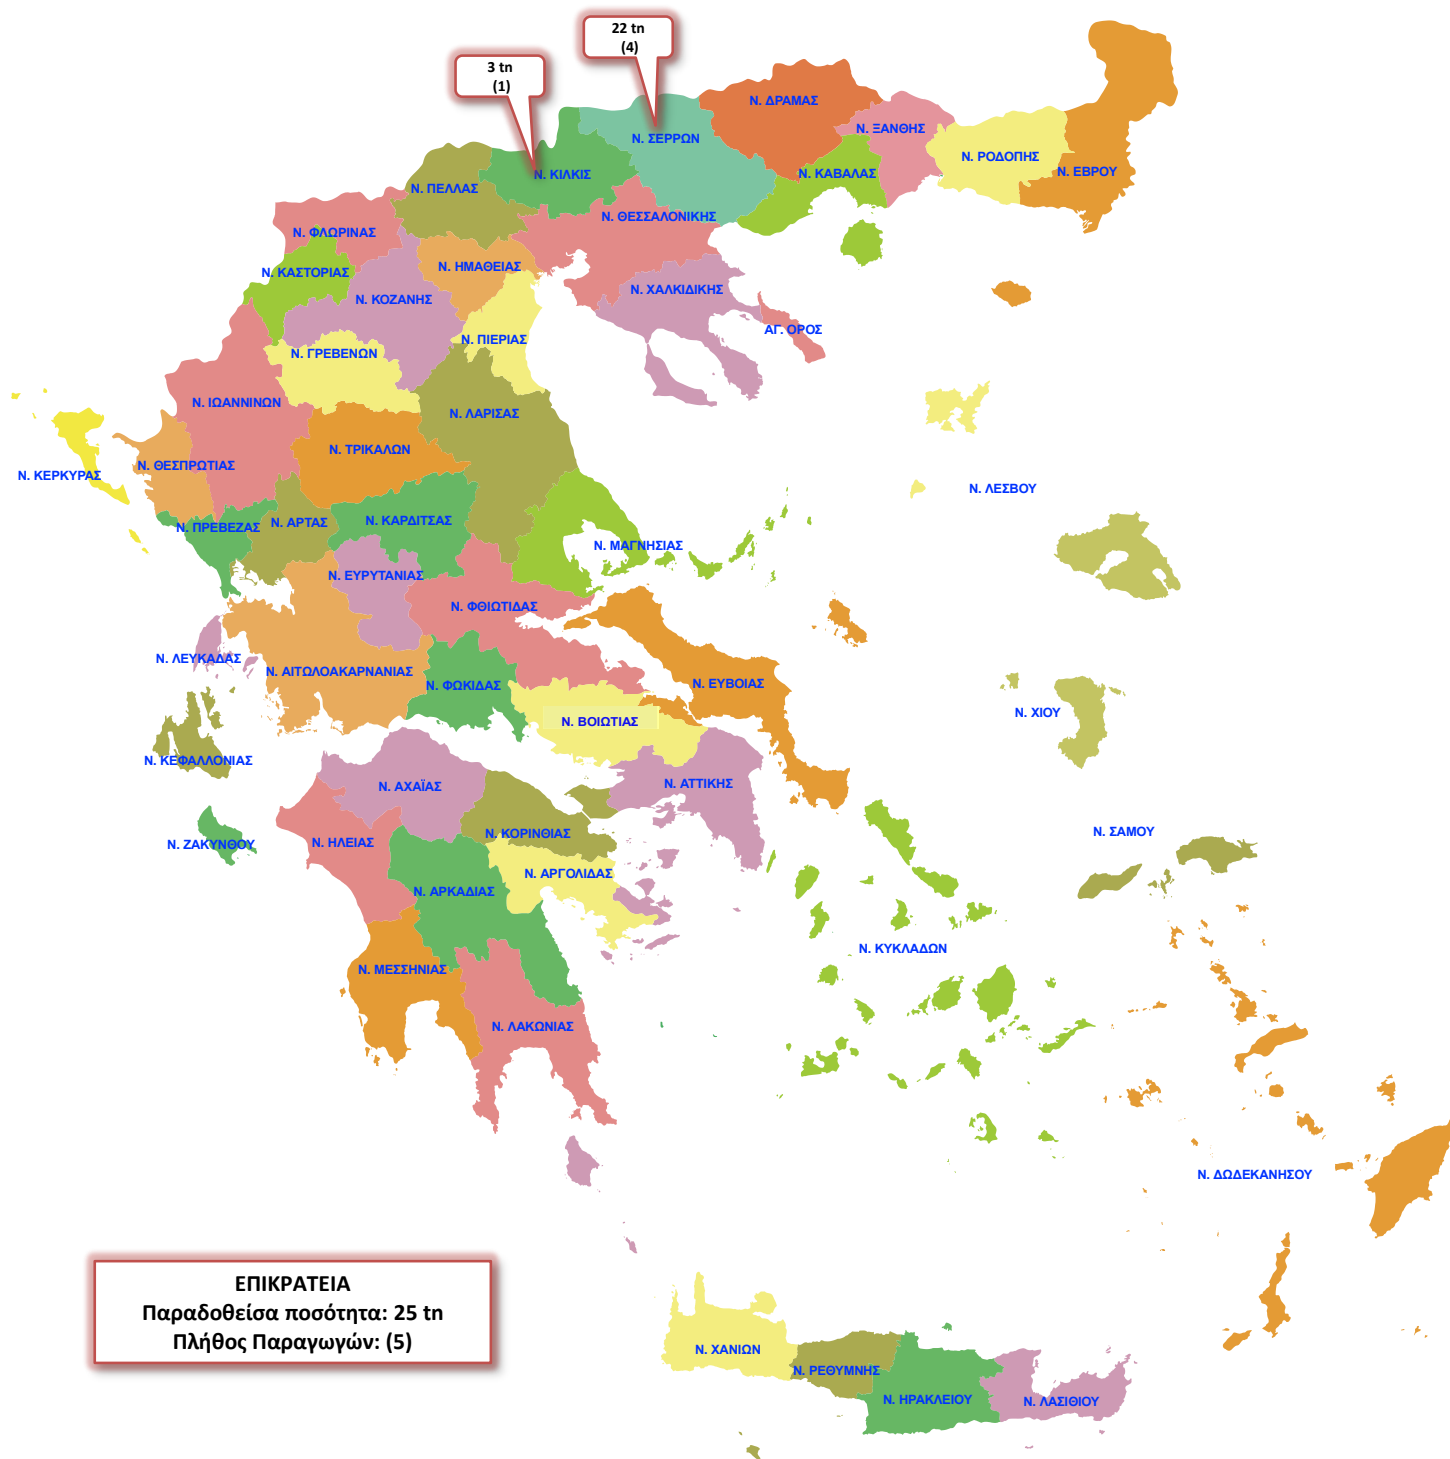 22 tn
(4)
3 tn
(1)
Ν. ΔΡΑΜΑΣ
Ν. ΞΑΝΘΗΣ
Ν. ΣΕΡΡΩΝ
Ν. ΡΟΔΟΠΗΣ
Ν. ΕΒΡΟΥ
Ν. ΚΙΛΚΙΣ
Ν. ΚΑΒΑΛΑΣ
Ν. ΠΕΛΛΑΣ
Ν. ΘΕΣΣΑΛΟΝΙΚΗΣ
Ν. ΦΛΩΡΙΝΑΣ
Ν. ΗΜΑΘΕΙΑΣ
Ν. ΚΑΣΤΟΡΙΑΣ
Ν. ΧΑΛΚΙΔΙΚΗΣ
Ν. ΚΟΖΑΝΗΣ
ΑΓ. ΟΡΟΣ
Ν. ΠΙΕΡΙΑΣ
Ν. ΓΡΕΒΕΝΩΝ
Ν. ΙΩΑΝΝΙΝΩΝ
Ν. ΛΑΡΙΣΑΣ
Ν. ΤΡΙΚΑΛΩΝ
Ν. ΘΕΣΠΡΩΤΙΑΣ
Ν. ΚΕΡΚΥΡΑΣ
Ν. ΛΕΣΒΟΥ
Ν. ΠΡΕΒΕΖΑΣ
Ν. ΑΡΤΑΣ
Ν. ΚΑΡΔΙΤΣΑΣ
Ν. ΜΑΓΝΗΣΙΑΣ
Ν. ΕΥΡΥΤΑΝΙΑΣ
Ν. ΦΘΙΩΤΙΔΑΣ
Ν. ΛΕΥΚΑΔΑΣ
Ν. ΑΙΤΩΛΟΑΚΑΡΝΑΝΙΑΣ
Ν. ΦΩΚΙΔΑΣ
Ν. ΕΥΒΟΙΑΣ
Ν. ΧΙΟΥ
Ν. ΒΟΙΩΤΙΑΣ
Ν. ΚΕΦΑΛΛΟΝΙΑΣ
Ν. ΑΧΑΪΑΣ
Ν. ΑΤΤΙΚΗΣ
Ν. ΚΟΡΙΝΘΙΑΣ
Ν. ΣΑΜΟΥ
Ν. ΖΑΚΥΝΘΟΥ
Ν. ΗΛΕΙΑΣ
Ν. ΑΡΓΟΛΙΔΑΣ
Ν. ΑΡΚΑΔΙΑΣ
Ν. ΚΥΚΛΑΔΩΝ
Ν. ΜΕΣΣΗΝΙΑΣ
Ν. ΛΑΚΩΝΙΑΣ
Ν. ΔΩΔΕΚΑΝΗΣΟΥ
ΕΠΙΚΡΑΤΕΙΑ
Παραδοθείσα ποσότητα: 25 tn
Πλήθος Παραγωγών: (5)
Ν. ΧΑΝΙΩΝ
Ν. ΡΕΘΥΜΝΗΣ
Ν. ΗΡΑΚΛΕΙΟΥ
Ν. ΛΑΣΙΘΙΟΥ